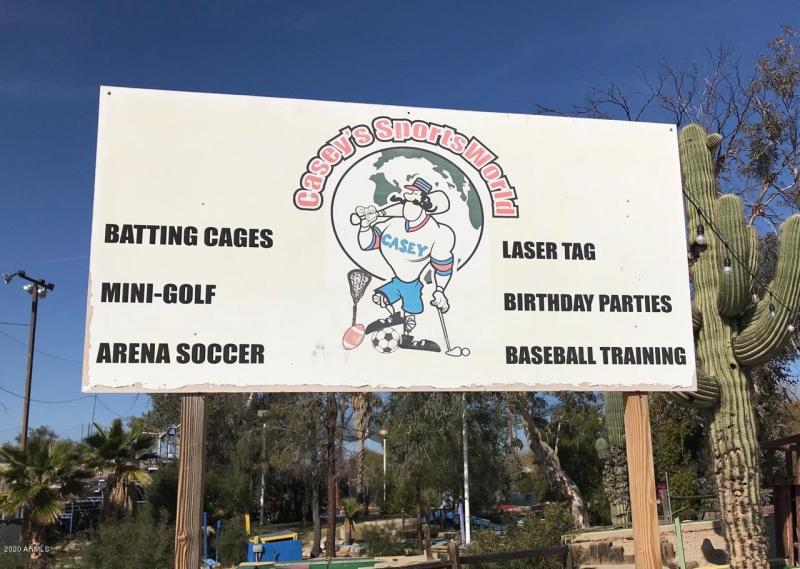 Casey's SportsWorld
CASEY
BATTING CAGES
MINI-GOLF
ARENA SOCCER
LASER TAG
BIRTHDAY PARTIES
BASEBALL TRAINING
2020 ARMLS